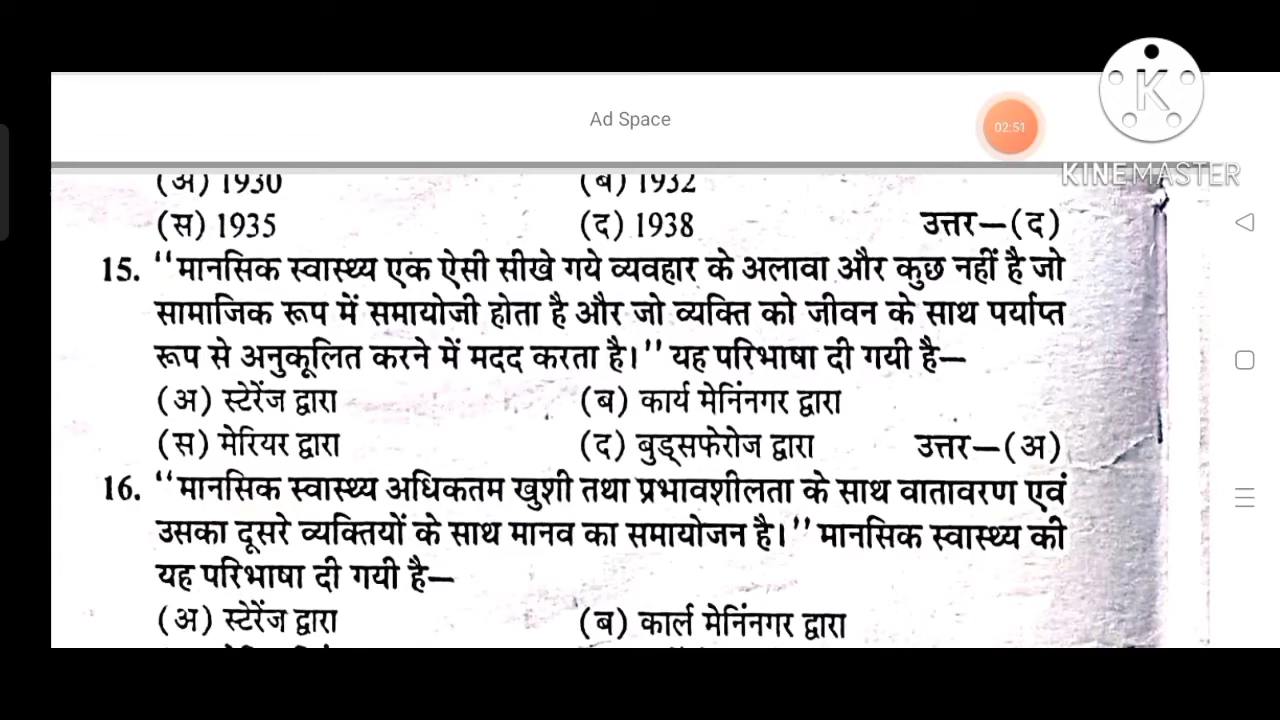 Ad Space
02:51
K
KINEMASTER
(अ) 1930 (ब) 1932
(स) 1935 (द) 1938 उत्तर—(द)
15. “मानसिक स्वास्थ्य एक ऐसी सीखे गये व्यवहार के अलावा और कुछ नहीं है जो
सामाजिक रूप में समायोजी होता है और जो व्यक्ति को जीवन के साथ पर्याप्त
रूप से अनुकूलित करने में मदद करता है।” यह परिभाषा दी गयी है—
(अ) स्टेरेंज द्वारा (ब) कार्य मेनिंनगर द्वारा
(स) मेरियर द्वारा (द) बुड्सफेरोज द्वारा उत्तर—(अ)
16. “मानसिक स्वास्थ्य अधिकतम खुशी तथा प्रभावशीलता के साथ वातावरण एवं
उसका दूसरे व्यक्तियों के साथ मानव का समायोजन है।” मानसिक स्वास्थ्य की
यह परिभाषा दी गयी है—
(अ) स्टेरेंज द्वारा (ब) कार्ल मेनिंनगर द्वारा